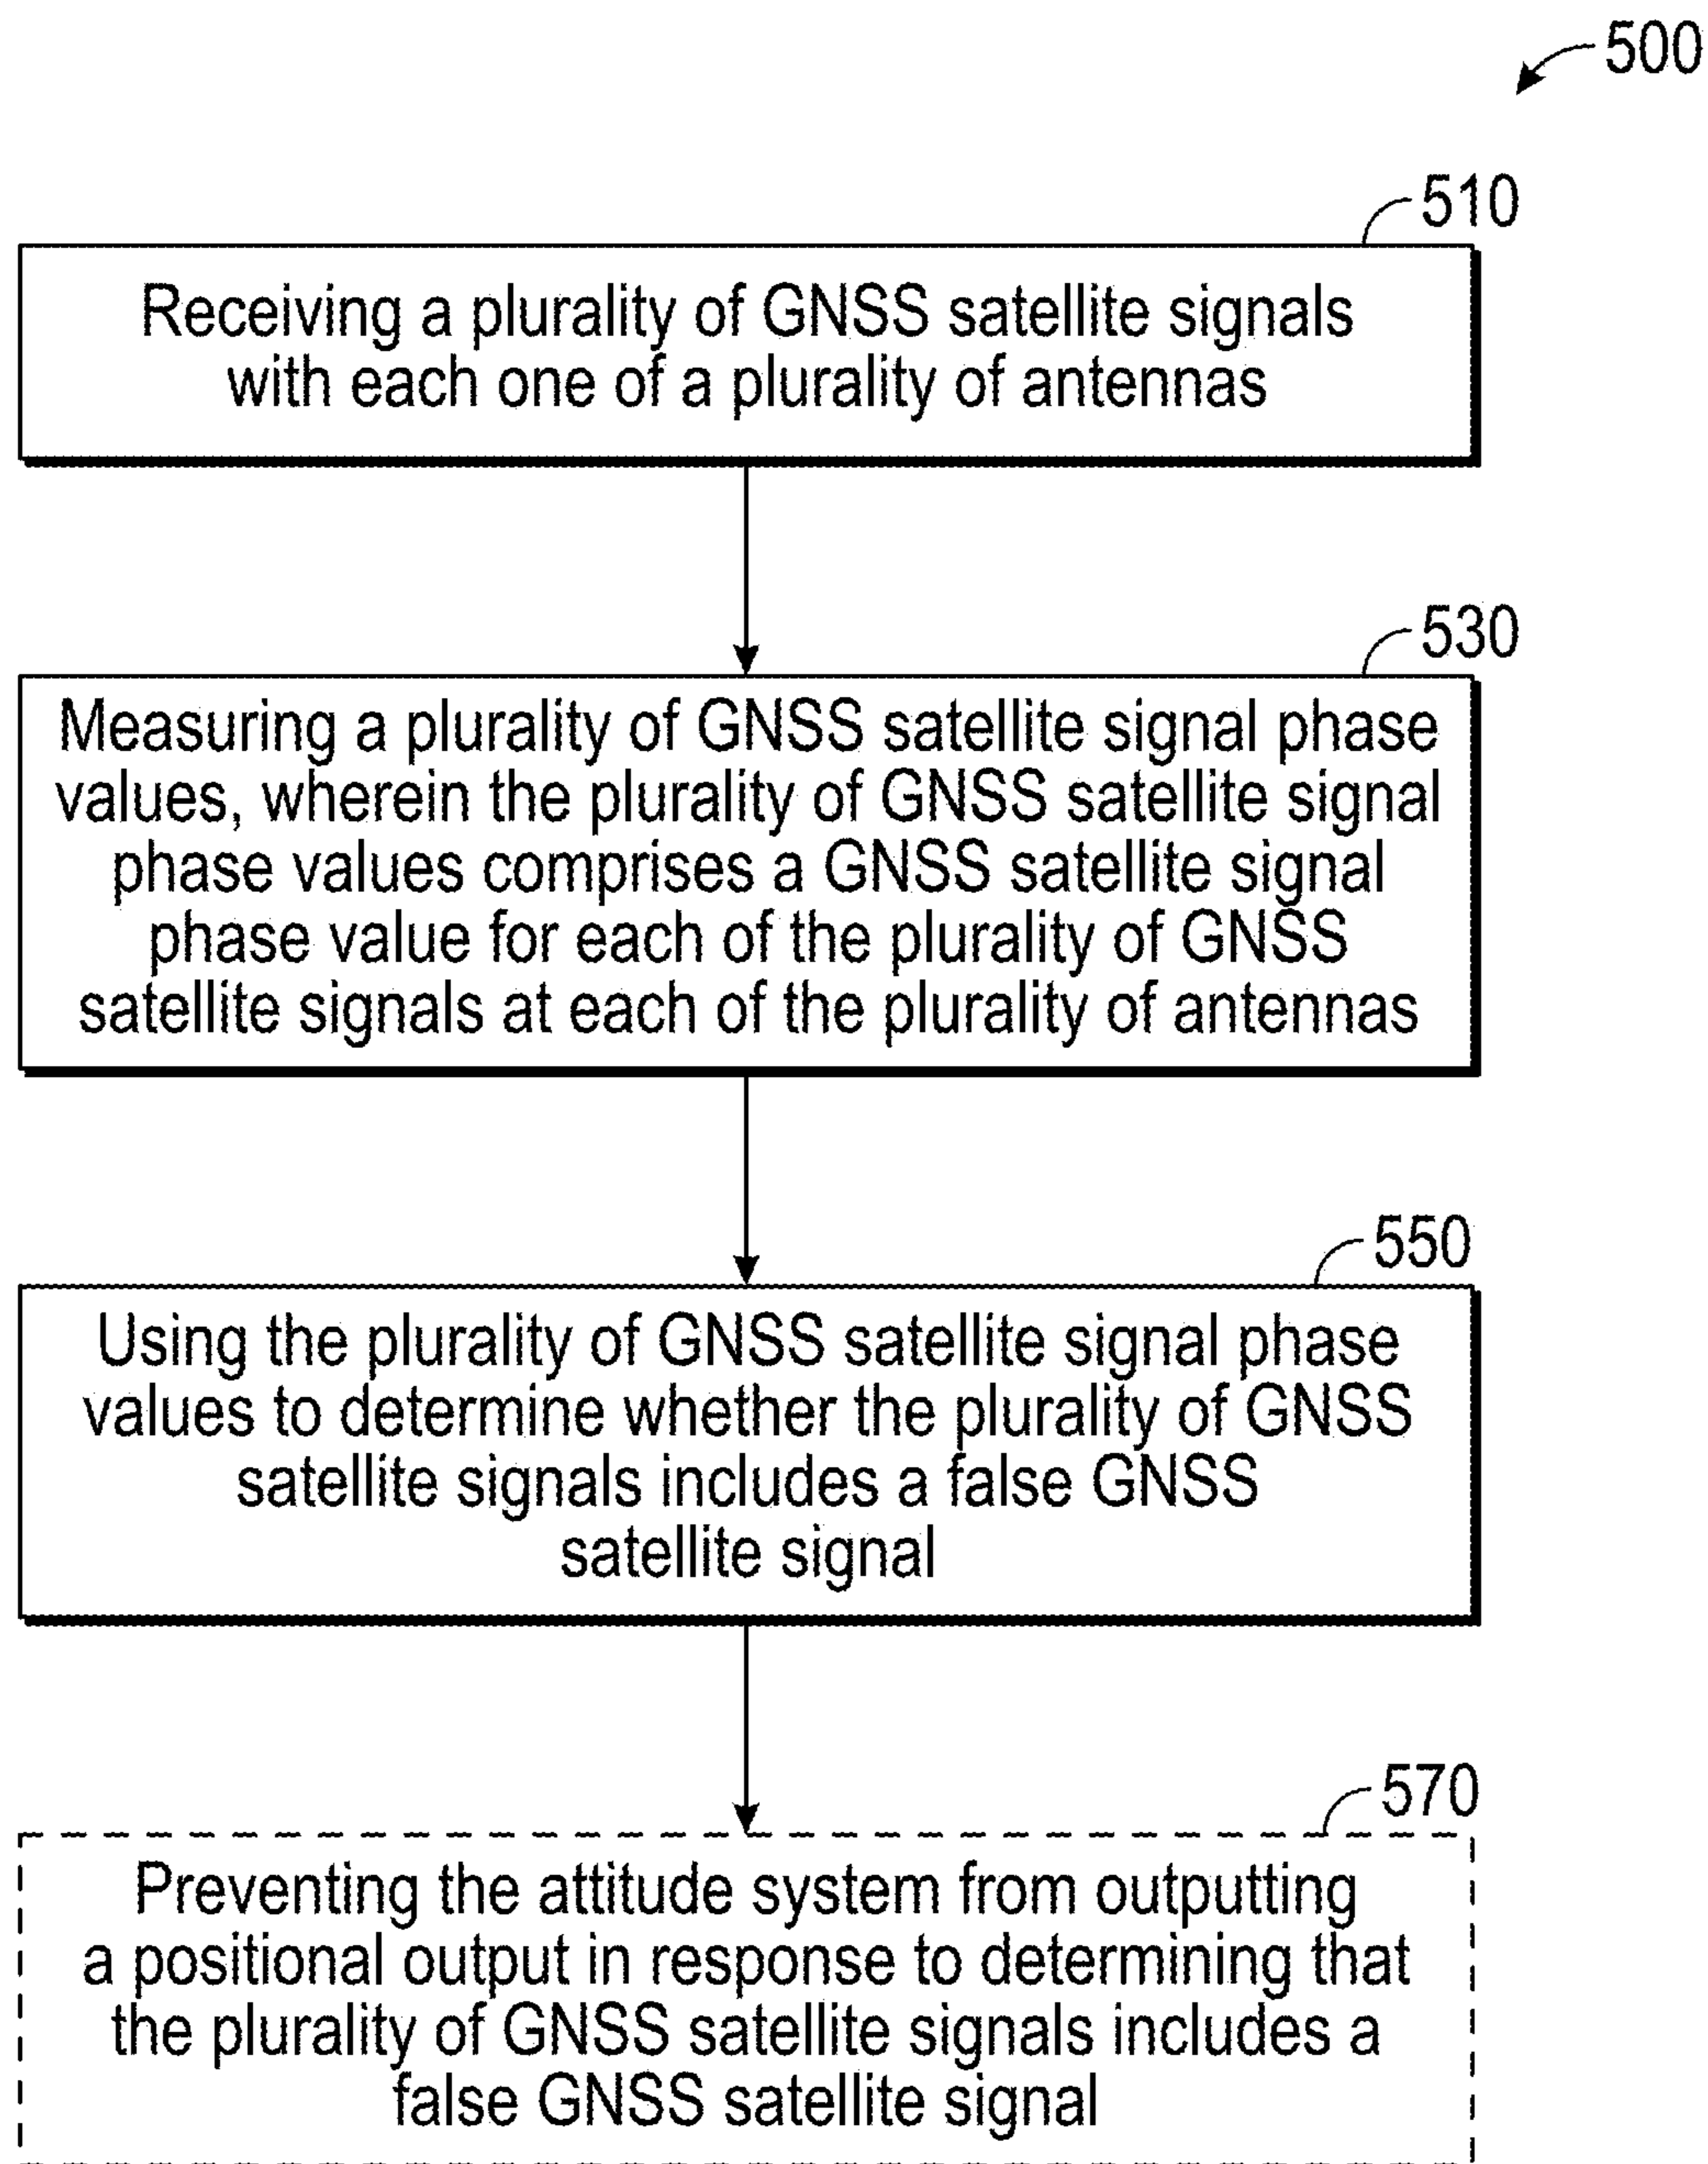 500
510
Receiving a plurality of GNSS satellite signals
with each one of a plurality of antennas
530
Measuring a plurality of GNSS satellite signal phase
values, wherein the plurality of GNSS satellite signal
phase values comprises a GNSS satellite signal
phase value for each of the plurality of GNSS
satellite signals at each of the plurality of antennas
550
Using the plurality of GNSS satellite signal phase
values to determine whether the plurality of GNSS
satellite signals includes a false GNSS
satellite signal
570
Preventing the attitude system from outputting
a positional output in response to determining that
the plurality of GNSS satellite signals includes a
false GNSS satellite signal